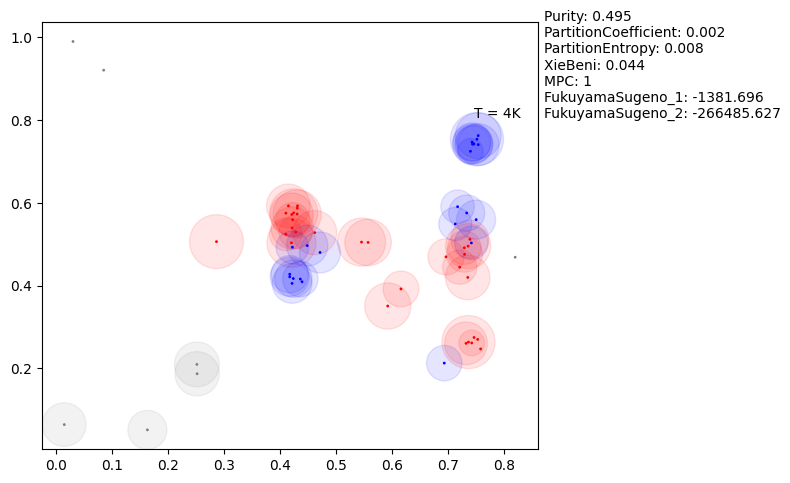 Purity: 0.495
PartitionCoefficient: 0.002
PartitionEntropy: 0.008
XieBeni: 0.044
MPC: 1
FukuyamaSugeno_1: -1381.696
FukuyamaSugeno_2: -266485.627
T = 4K
1.0
0.8
0.6
0.4
0.2
0.0 0.1 0.2 0.3 0.4 0.5 0.6 0.7 0.8